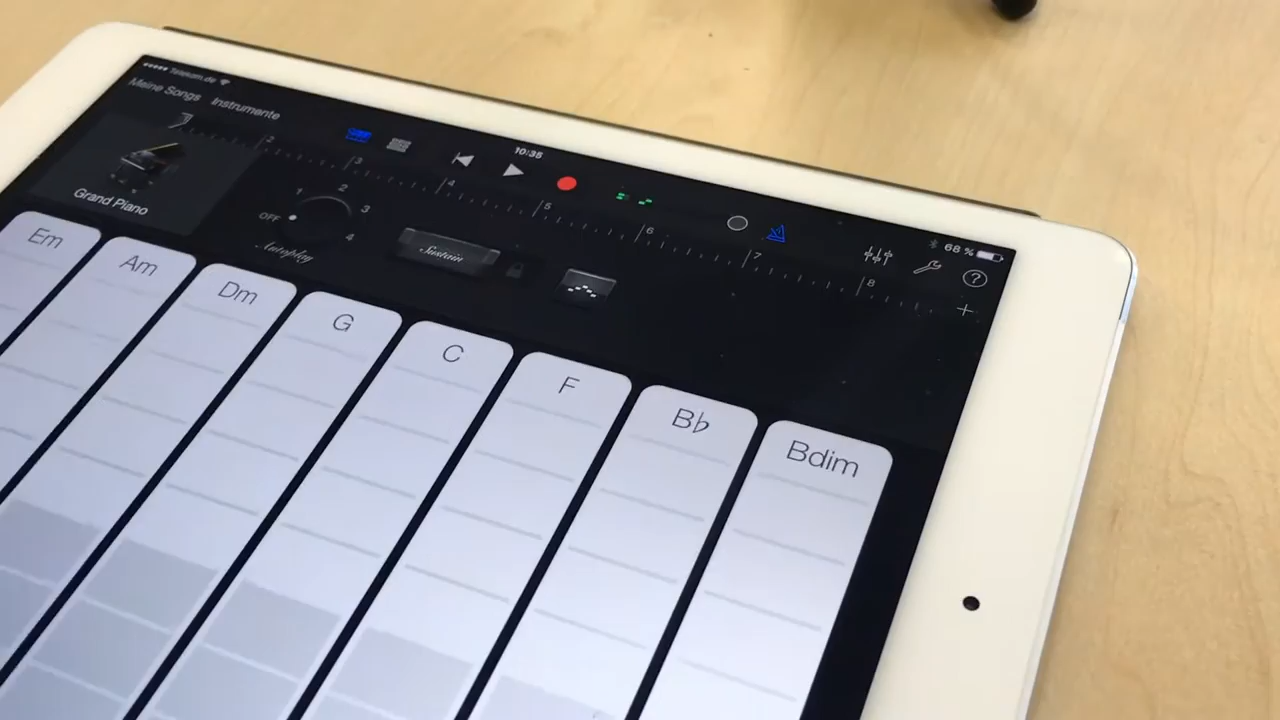 Telekom.de
Meine Songs Instrumente
10:35
68 %
2 3 4 5 6 7 8
Grand Piano
OFF 1 2 3 4
Autoplay
Sustain
?
+
Em Am Dm G C F B♭ Bdim